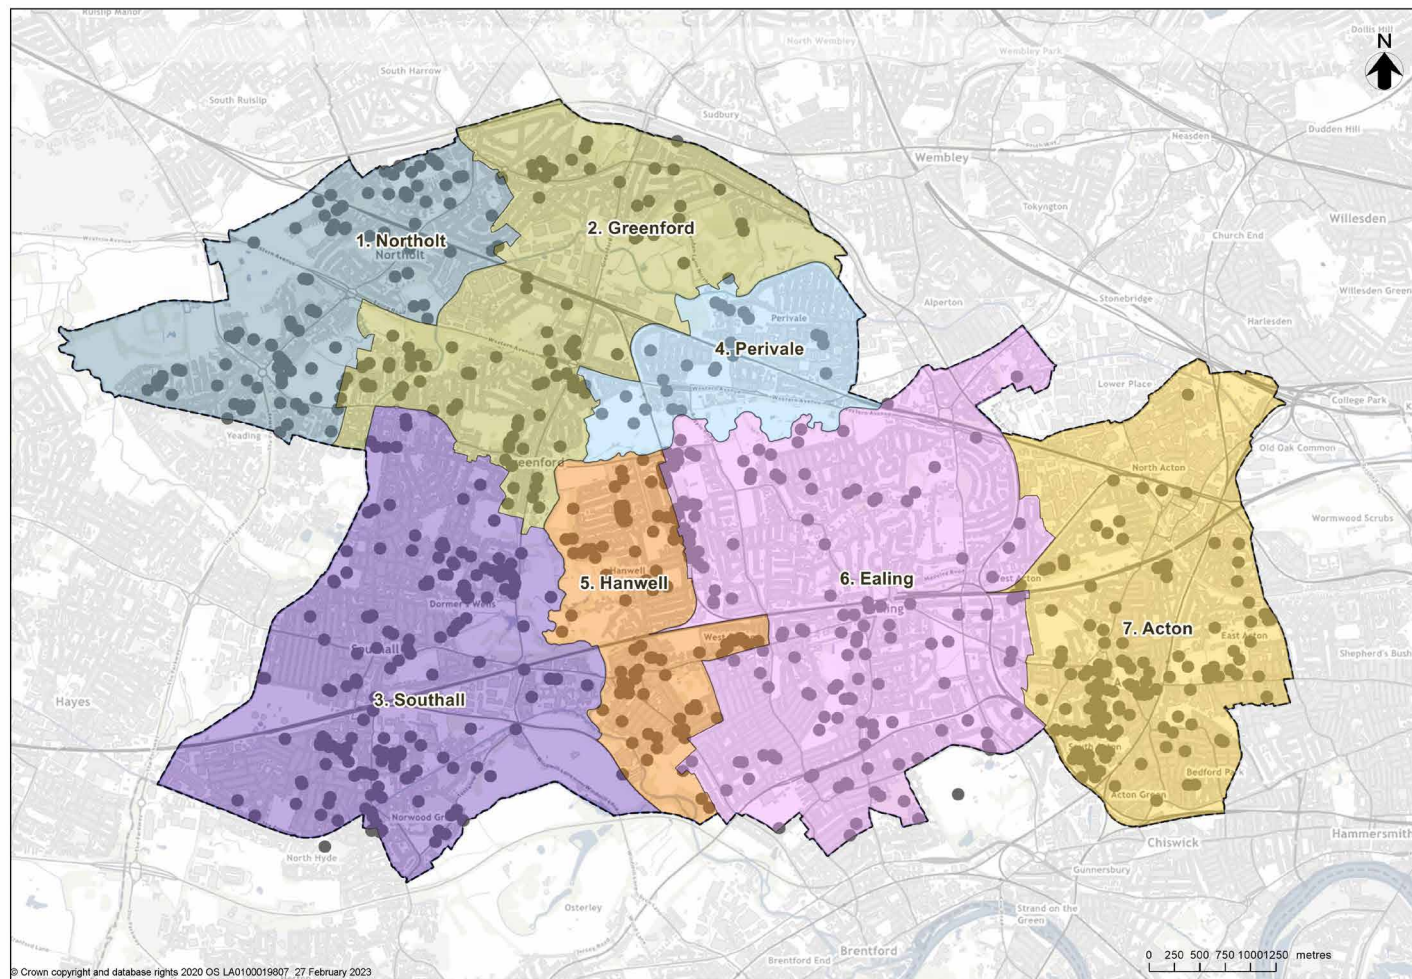 Ruislip Manor
Dollis Hill
North Wembley
Wembley Park
N
South Harrow
South Ruislip
Sudbury
Neasden
Dudden Hill
Wembley
Tokyngton
Willesden
2. Greenford
Church End
1. Northolt
Northolt
Willesden Green
Stonebridge
Alperton
Perivale
Harlesden
4. Perivale
Lower Place
College Park
Yeading
Old Oak Common
North Acton
Wormwood Scrubs
Hanwell
5. Hanwell
6. Ealing
West Acton
Dormer's Wells
7. Acton
East Acton
Southall
Shepherd's Bush
3. Southall
Hayes
South Acton
Bedford Park
Acton Green
Norwood Gr
Hammersmith
Chiswick
North Hyde
Gunnersbury
Osterley
Strand on the
Green
Brentford
Brentford End
0 250 500 750 1000 1250 metres
© Crown copyright and database rights 2020 OS LA0100019807 27 February 2023